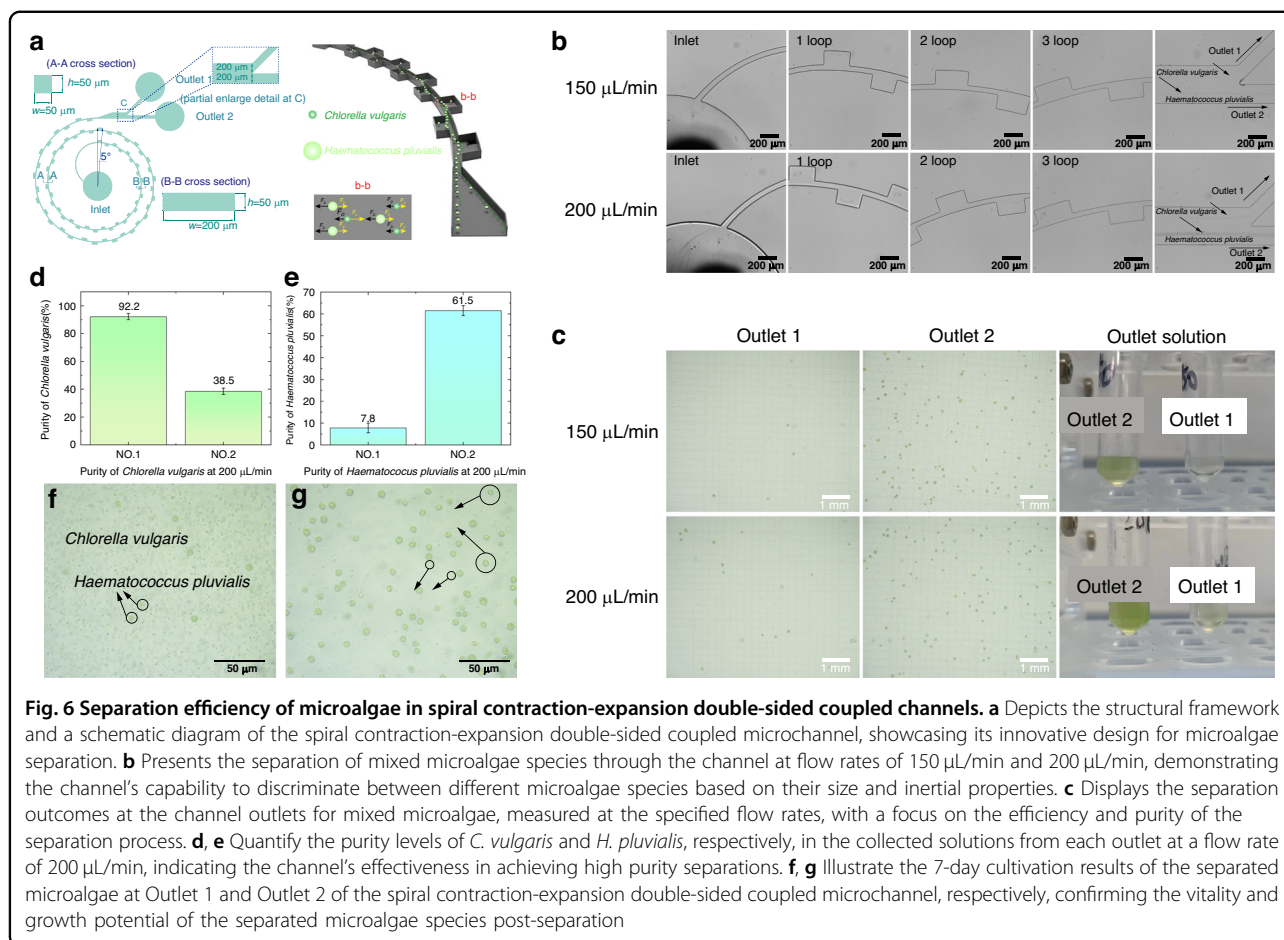 a
(A-A cross section)
h=50 μm
w=50 μm
200 μm
200 μm
Outlet 1
(partial enlarge detail at C)
C
Outlet 2
5°
A A
B B
(B-B cross section)
Inlet
h=50 μm
w=200 μm
b-b
Chlorella vulgaris
Haematococcus pluvialis
b-b
b
150 μL/min
Inlet
200 μm
1 loop
200 μm
2 loop
200 μm
3 loop
200 μm
Outlet 1
Chlorella vulgaris
Haematococcus pluvialis
Outlet 2
200 μm
200 μL/min
Inlet
200 μm
1 loop
200 μm
2 loop
200 μm
3 loop
200 μm
Outlet 1
Chlorella vulgaris
Haematococcus pluvialis
Outlet 2
200 μm
d
Purity of Chlorella vulgaris(%)
100
80
60
40
20
0
92.2
38.5
NO.1 NO.2
Purity of Chlorella vulgaris at 200 μL/min
e
Purity of Haematococus pluvialis(%)
70
60
50
40
30
20
10
0
7.8
61.5
NO.1 NO.2
Purity of Haematococus pluvialis at 200 μL/min
c
Outlet 1 Outlet 2 Outlet solution
150 μL/min
1 mm
1 mm
Outlet 2 Outlet 1
200 μL/min
1 mm
1 mm
Outlet 2 Outlet 1
f
Chlorella vulgaris
Haematococcus pluvialis
50 μm
g
50 μm
Fig. 6 Separation efficiency of microalgae in spiral contraction-expansion double-sided coupled channels. a Depicts the structural framework
and a schematic diagram of the spiral contraction-expansion double-sided coupled microchannel, showcasing its innovative design for microalgae
separation. b Presents the separation of mixed microalgae species through the channel at flow rates of 150 μL/min and 200 μL/min, demonstrating
the channel's capability to discriminate between different microalgae species based on their size and inertial properties. c Displays the separation
outcomes at the channel outlets for mixed microalgae, measured at the specified flow rates, with a focus on the efficiency and purity of the
separation process. d, e Quantify the purity levels of C. vulgaris and H. pluvialis, respectively, in the collected solutions from each outlet at a flow rate
of 200 μL/min, indicating the channel's effectiveness in achieving high purity separations. f, g Illustrate the 7-day cultivation results of the separated
microalgae at Outlet 1 and Outlet 2 of the spiral contraction-expansion double-sided coupled microchannel, respectively, confirming the vitality and
growth potential of the separated microalgae species post-separation